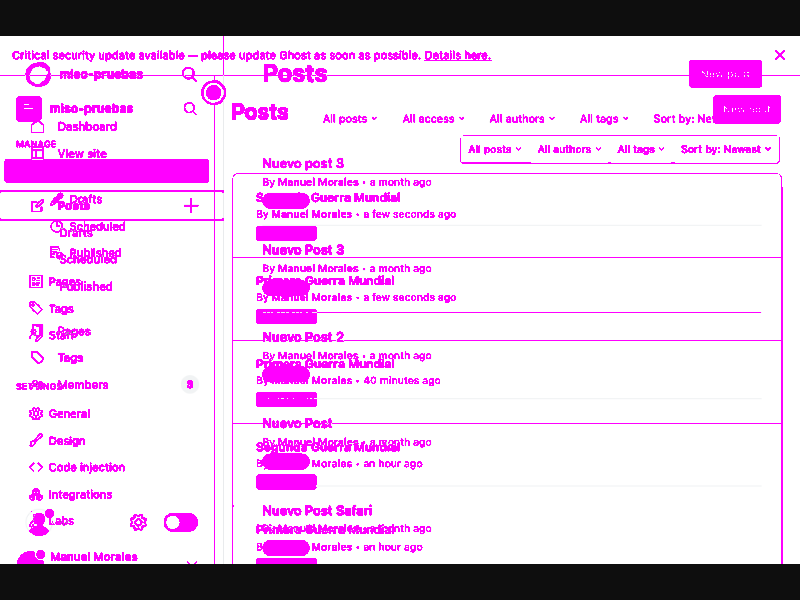 Critical security update available — please update Ghost as soon as possible. Details here.
miso-pruebas
Posts
New post
miso-pruebas
Posts
New post
All posts
All access
All authors
All tags
Sort by: Ne
Dashboard
MANAGE
View site
All posts
All authors
All tags
Sort by: Newest
Drafts
Posts
Scheduled
Drafts
Published
Scheduled
Pages
Published
Tags
Staff
Pages
Tags
SETTINGS
Members
9
General
Design
Code injection
Integrations
Labs
Manuel Morales
Nuevo post 3
By Manuel Morales • a month ago
Segunda Guerra Mundial
By Manuel Morales • a few seconds ago
Nuevo Post 3
By Manuel Morales • a month ago
Primera Guerra Mundial
By Manuel Morales • a few seconds ago
Nuevo Post 2
By Manuel Morales • a month ago
Primera Guerra Mundial
By Manuel Morales • 40 minutes ago
Nuevo Post
By Manuel Morales • a month ago
Segunda Guerra Mundial
By Manuel Morales • an hour ago
Nuevo Post Safari
By Manuel Morales • a month ago
Primera Guerra Mundial
By Manuel Morales • an hour ago